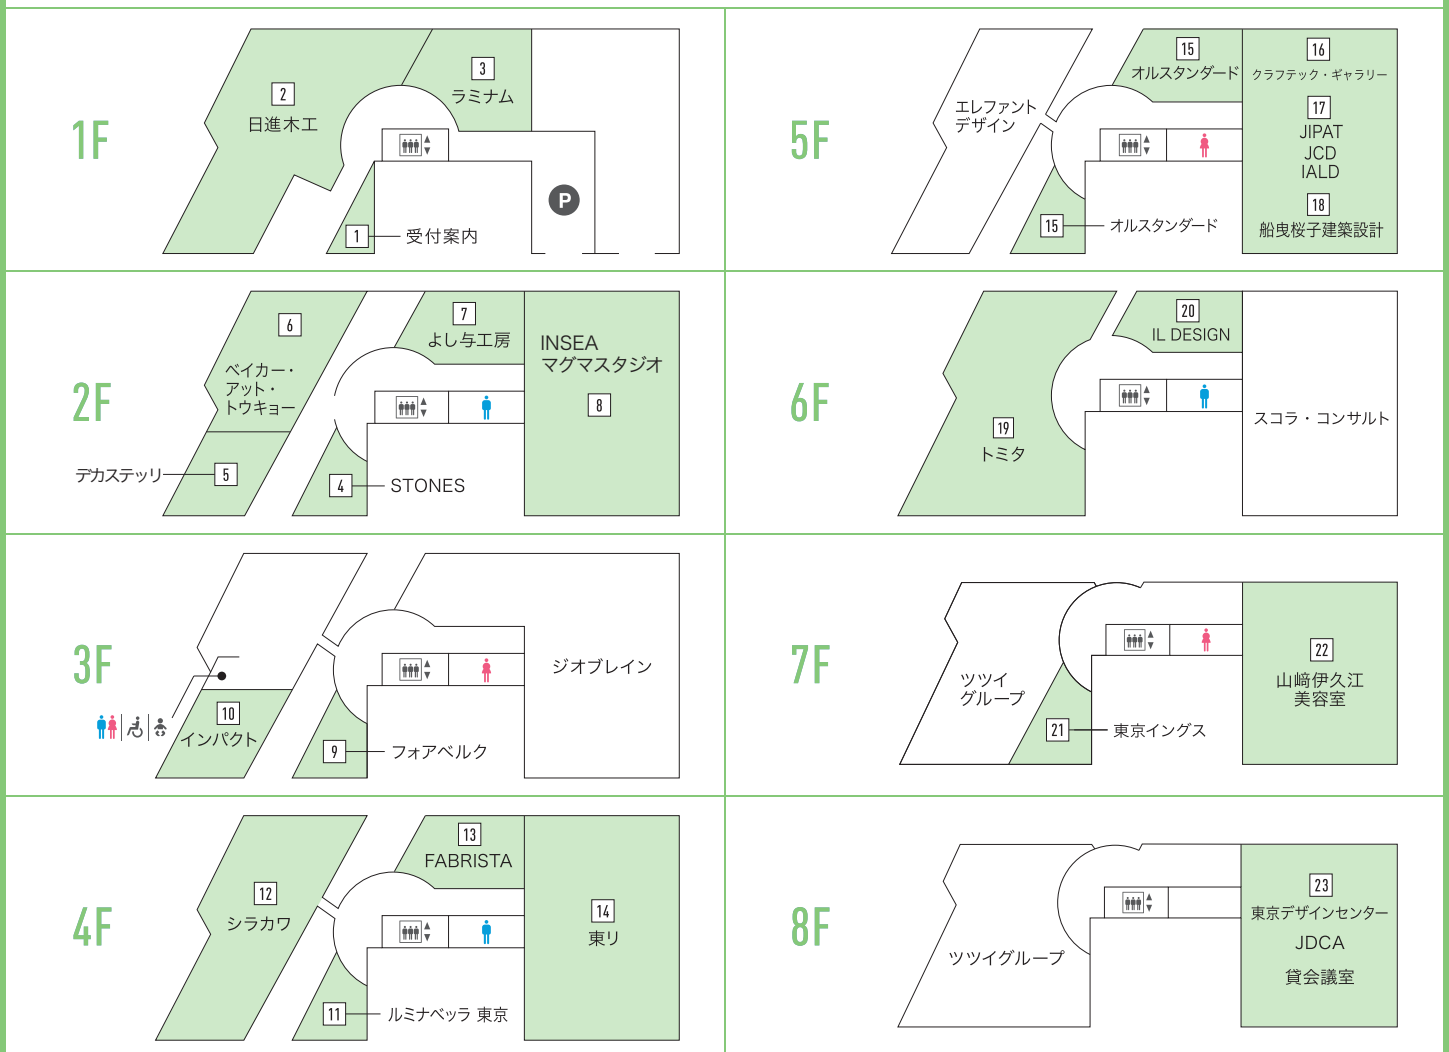 1F
2
日進木工
3
ラミナム
1
受付案内
P
2F
6
ベイカー・
アット・
トウキョー
7
よし与工房
INSEA
マグマスタジオ
8
デカステッリ
5
4
STONES
3F
10
インパクト
9
フォアベルク
ジオブレイン
4F
12
シラカワ
13
FABRISTA
14
東リ
11
ルミナベッラ 東京
5F
エレファント
デザイン
15
オルスタンダード
15
オルスタンダード
16
クラフテック・ギャラリー
17
JIPAT
JCD
IALD
18
船曳桜子建築設計
6F
19
トミタ
20
IL DESIGN
スコラ・コンサルト
7F
ツツイ
グループ
21
東京イングス
22
山﨑伊久江
美容室
8F
ツツイグループ
23
東京デザインセンター
JDCA
貸会議室